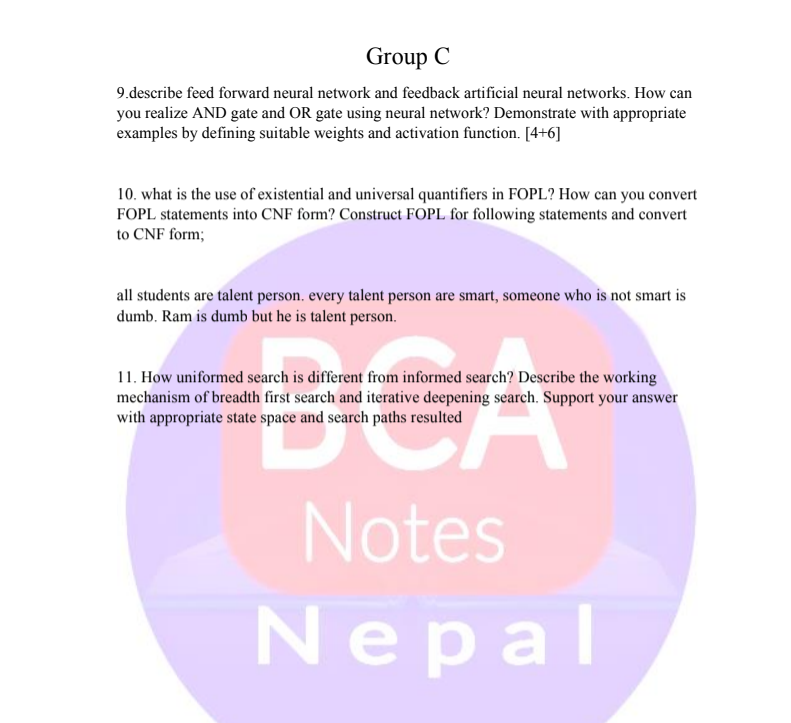 Group C
9.describe feed forward neural network and feedback artificial neural networks. How can
you realize AND gate and OR gate using neural network? Demonstrate with appropriate
examples by defining suitable weights and activation function. [4+6]
10. what is the use of existential and universal quantifiers in FOPL? How can you convert
FOPL statements into CNF form? Construct FOPL for following statements and convert
to CNF form;
all students are talent person. every talent person are smart, someone who is not smart is
dumb. Ram is dumb but he is talent person.
11. How uniformed search is different from informed search? Describe the working
mechanism of breadth first search and iterative deepening search. Support your answer
with appropriate state space and search paths resulted
BCA
Notes
Nepal